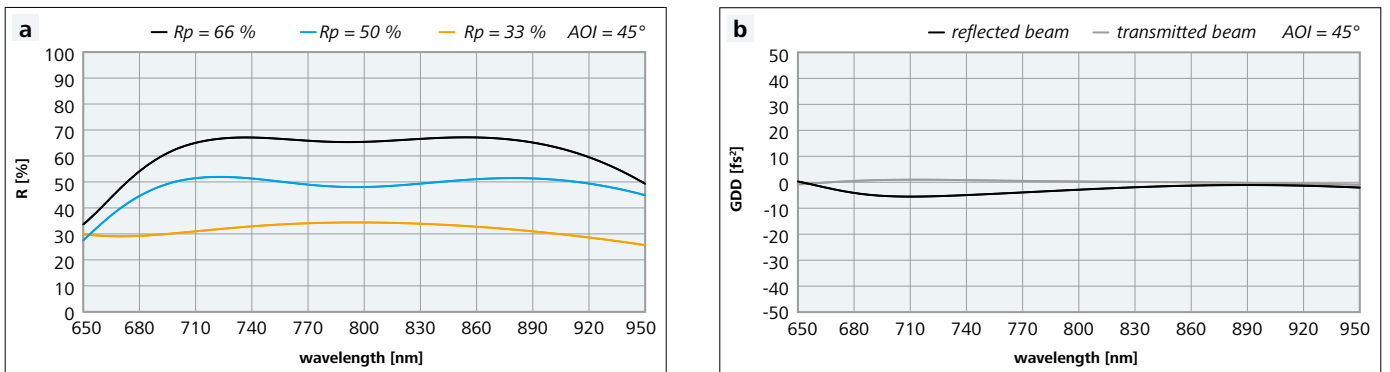 a
Rp = 66 % Rp = 50 % Rp = 33 % AOI = 45°
100
90
80
70
60
50
40
30
20
10
0
R [%]
650 680 710 740 770 800 830 860 890 920 950
wavelength [nm]
b
reflected beam transmitted beam AOI = 45°
50
40
30
20
10
0
-10
-20
-30
-40
-50
GDD [fs²]
650 680 710 740 770 800 830 860 890 920 950
wavelength [nm]